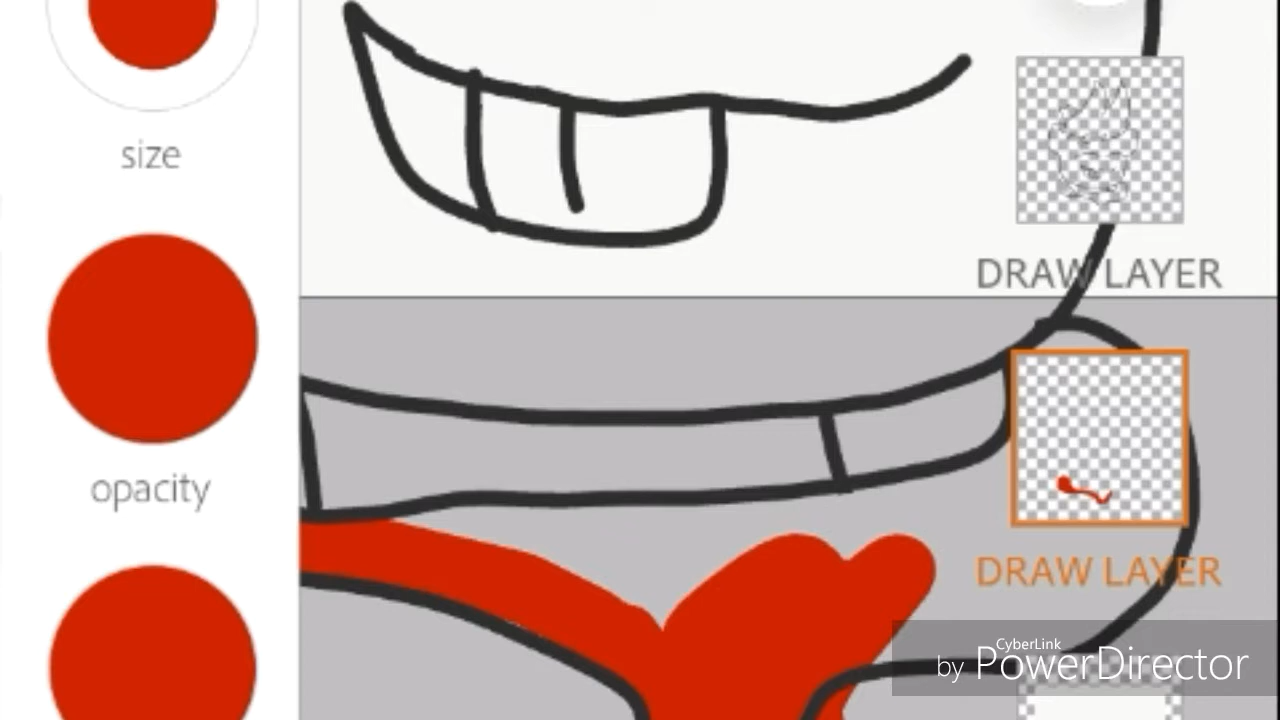 size
DRAW LAYER
opacity
DRAW LAYER
CyberLink
by PowerDirector